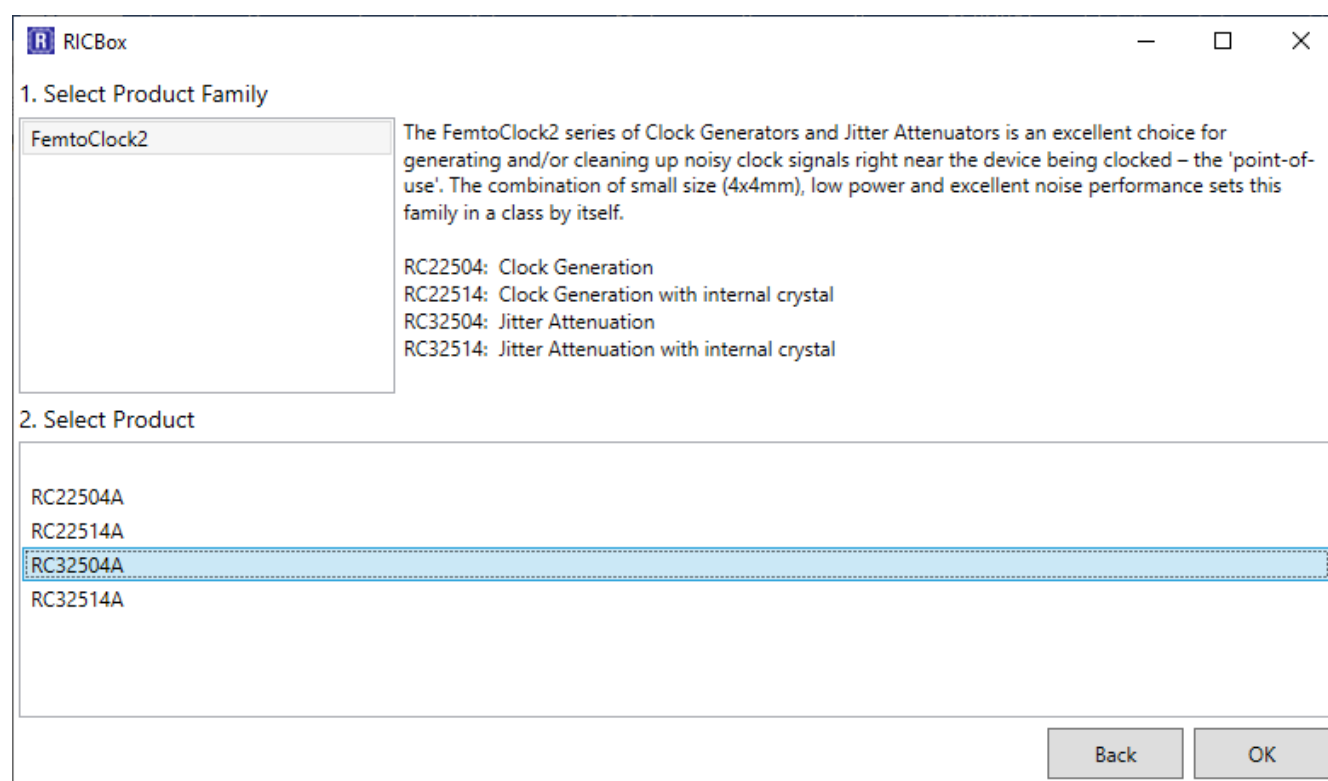 R RICBox
1. Select Product Family
FemtoClock2
The FemtoClock2 series of Clock Generators and Jitter Attenuators is an excellent choice for
generating and/or cleaning up noisy clock signals right near the device being clocked – the 'point-of-
use'. The combination of small size (4x4mm), low power and excellent noise performance sets this
family in a class by itself.
RC22504:  Clock Generation
RC22514:  Clock Generation with internal crystal
RC32504:  Jitter Attenuation
RC32514:  Jitter Attenuation with internal crystal
2. Select Product
RC22504A
RC22514A
RC32504A
RC32514A
Back OK